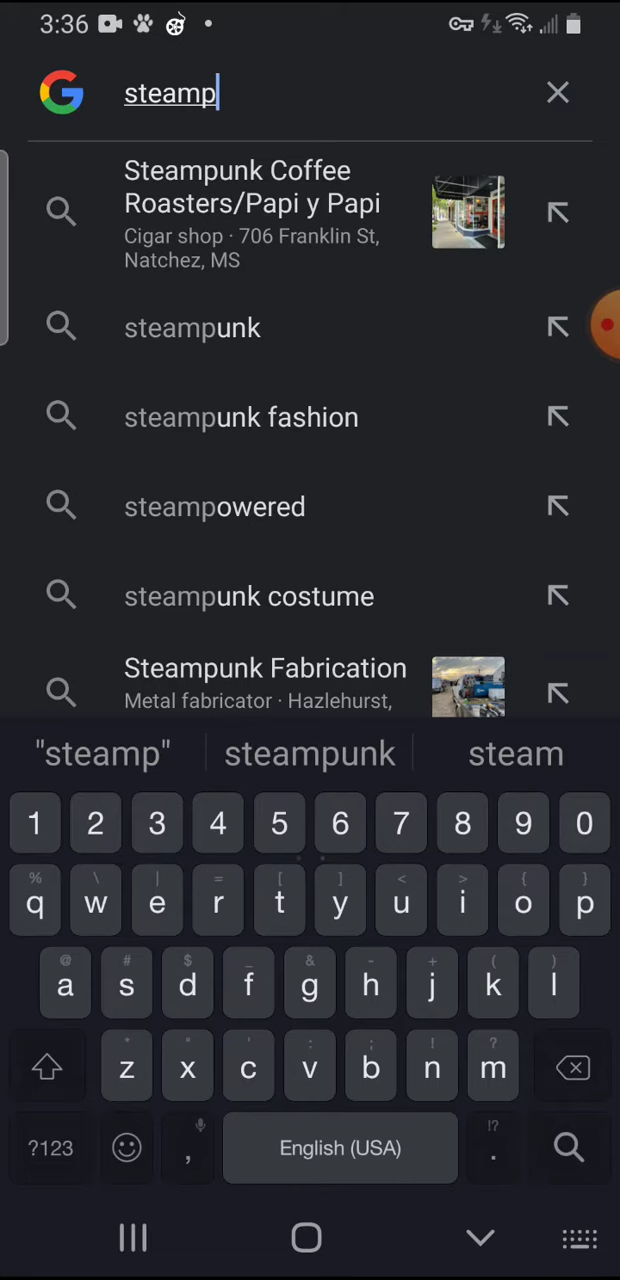 3:36
steamp
Steampunk Coffee
Roasters/Papi y Papi
Cigar shop · 706 Franklin St,
Natchez, MS
steampunk
steampunk fashion
steampowered
steampunk costume
Steampunk Fabrication
Metal fabricator · Hazlehurst,
"steamp" steampunk steam
1 2 3 4 5 6 7 8 9 0
% \ | = [ ] < > { }
q w e r t y u i o p
@ # $ _ & - + ( )
a s d f g h j k l
* " ' : ; ! ?
z x c v b n m
!?
?123 , English (USA) .